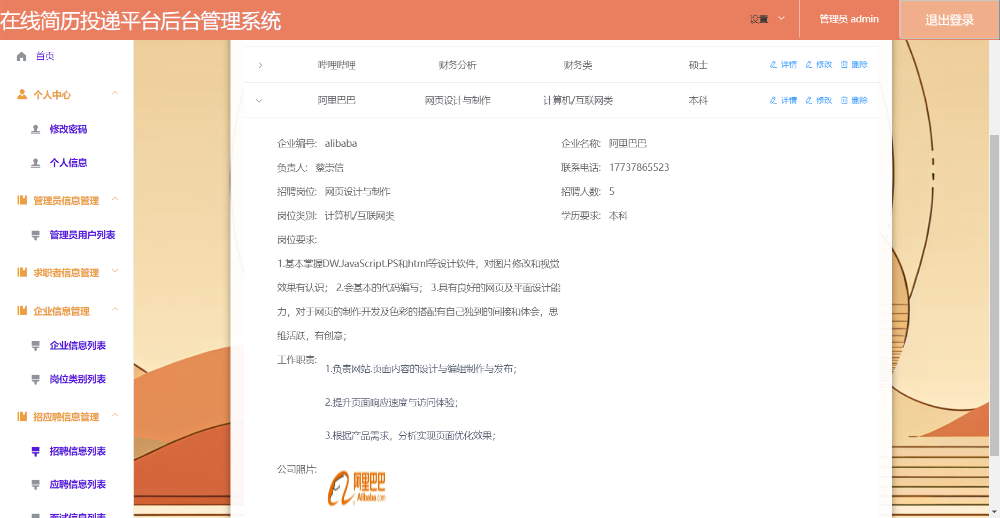 在线简历投递平台后台管理系统
设置
管理员 admin
退出登录
首页
个人中心
修改密码
个人信息
管理员信息管理
管理员用户列表
求职者信息管理
企业信息管理
企业信息列表
岗位类别列表
招应聘信息管理
招聘信息列表
应聘信息列表
面试信息列表
哔哩哔哩 财务分析 财务类 硕士 详情 修改 删除
阿里巴巴 网页设计与制作 计算机/互联网类 本科 详情 修改 删除
企业编号: alibaba 企业名称: 阿里巴巴
负责人: 蔡崇信 联系电话: 17737865523
招聘岗位: 网页设计与制作 招聘人数: 5
岗位类别: 计算机/互联网类 学历要求: 本科
岗位要求:
1.基本掌握DW.JavaScript.PS和html等设计软件，对图片修改和视觉
效果有认识； 2.会基本的代码编写； 3.具有良好的网页及平面设计能
力，对于网页的制作开发及色彩的搭配有自己独到的间接和体会，思
维活跃，有创意；
工作职责:
1.负责网站.页面内容的设计与编辑制作与发布；
2.提升页面响应速度与访问体验；
3.根据产品需求，分析实现页面优化效果；
公司照片:
阿里巴巴
Alibaba.com